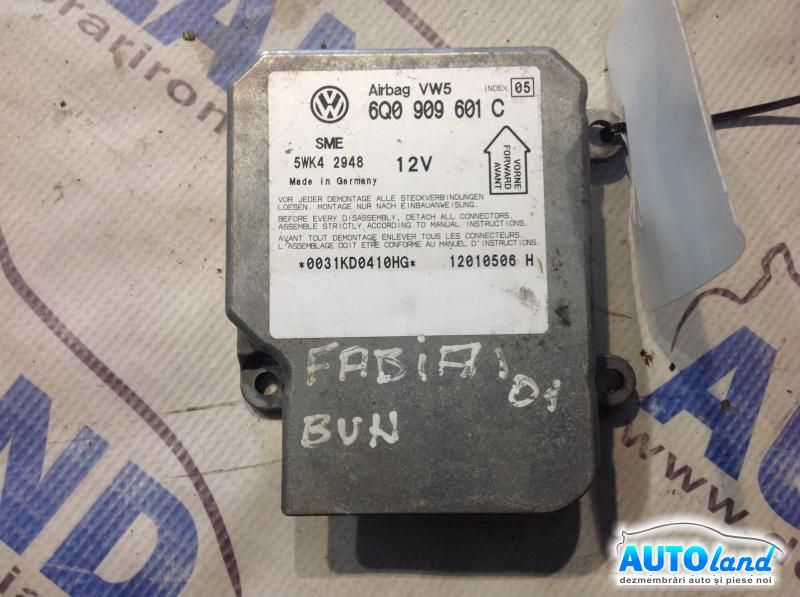 Airbag VW5
INDEX 05
6Q0 909 601 C
SME
5WK4 2948
12V
Made in Germany
VORNE
FORWARD
AVANT
VOR JEDER DEMONTAGE ALLE STECKVERBINDUNGEN
LOESEN. MONTAGE NUR NACH EINBAUANWEISUNG.
BEFORE EVERY DISASSEMBLY, DETACH ALL CONNECTORS.
ASSEMBLE STRICTLY ACCORDING TO MANUAL INSTRUCTIONS.
AVANT TOUT DEMONTAGE ENLEVER TOUS LES CONNECTEURS.
L'ASSEMBLAGE DOIT ETRE CONFORME AU MANUEL D'INSTRUCTIONS.
*0031KD0410HG*
12010506 H
FABIA 1
01
BUN
AUTOland
dezmembrări auto și piese noi